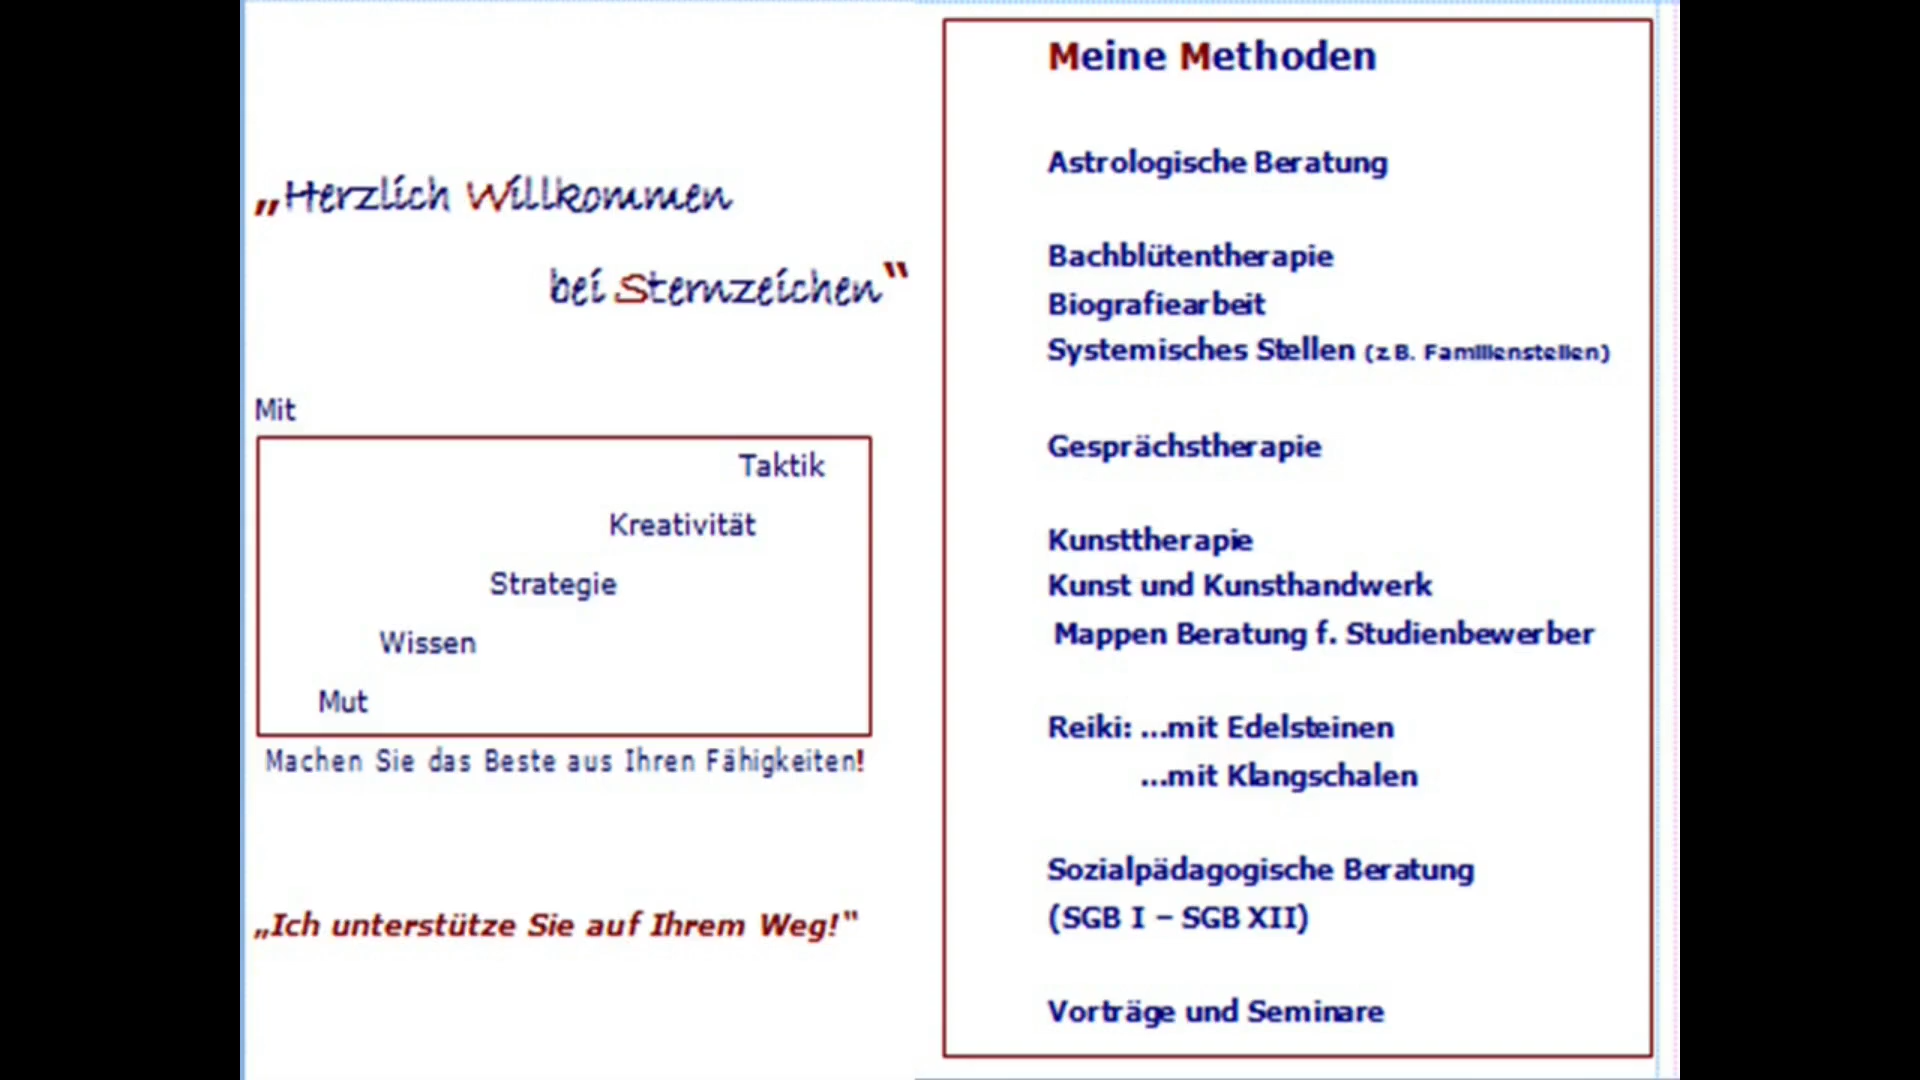 „Herzlich Willkommen
bei Sternzeichen“
Mit
Taktik
Kreativität
Strategie
Wissen
Mut
Machen Sie das Beste aus Ihren Fähigkeiten!
„Ich unterstütze Sie auf Ihrem Weg!"
Meine Methoden
Astrologische Beratung
Bachblütentherapie
Biografiearbeit
Systemisches Stellen (z.B. Familienstellen)
Gesprächstherapie
Kunsttherapie
Kunst und Kunsthandwerk
Mappen Beratung f. Studienbewerber
Reiki: ...mit Edelsteinen
...mit Klangschalen
Sozialpädagogische Beratung
(SGB I – SGB XII)
Vorträge und Seminare